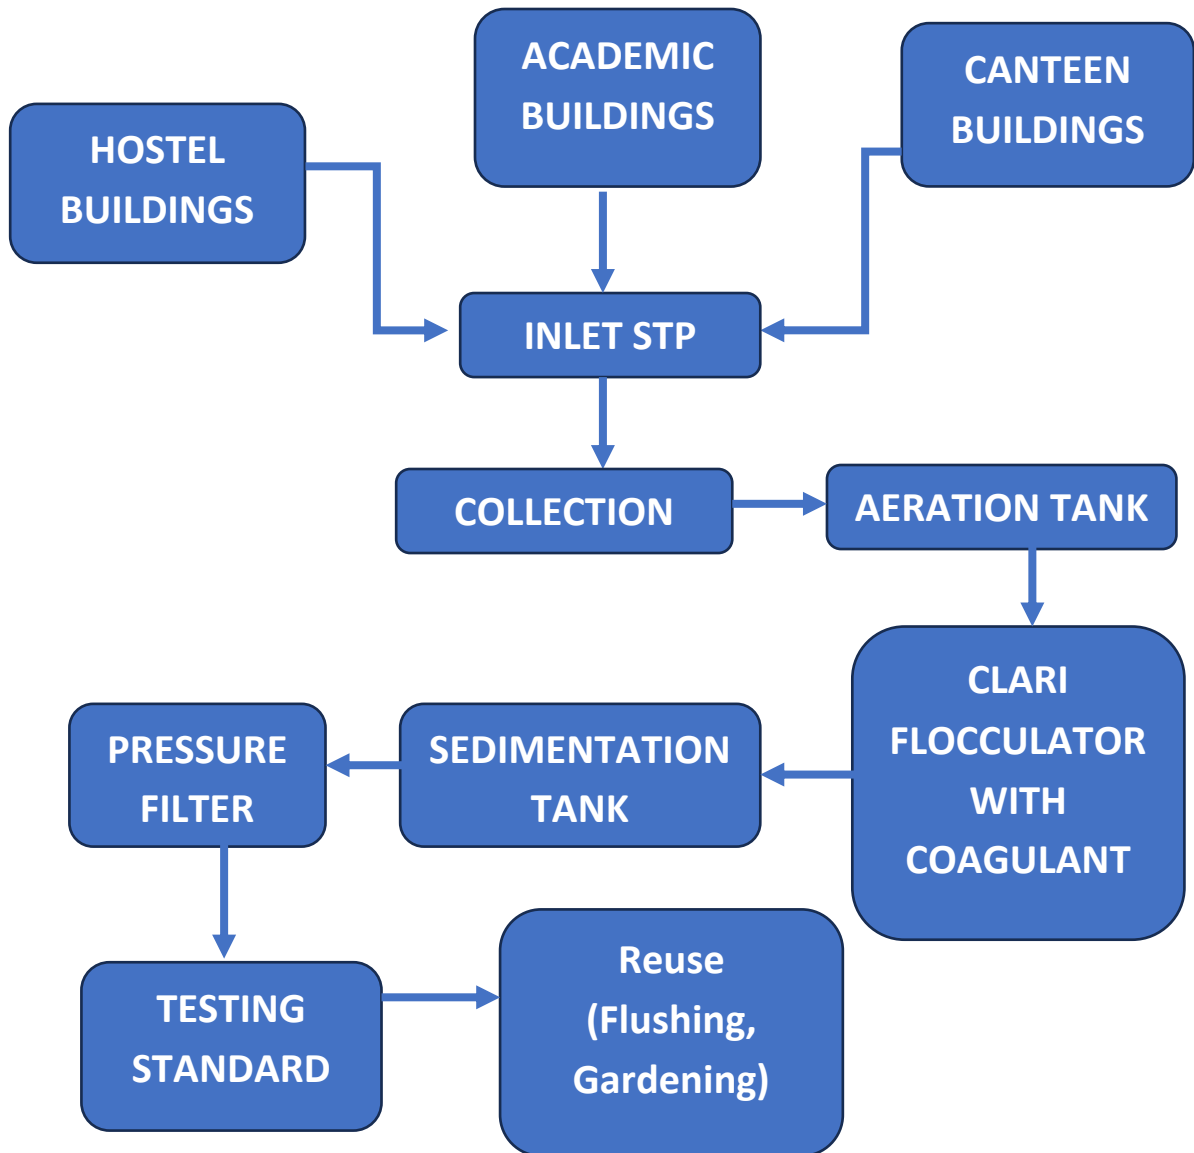 HOSTEL
BUILDINGS
ACADEMIC
BUILDINGS
CANTEEN
BUILDINGS
INLET STP
COLLECTION
AERATION TANK
CLARI
FLOCCULATOR
WITH
COAGULANT
SEDIMENTATION
TANK
PRESSURE
FILTER
TESTING
STANDARD
Reuse
(Flushing,
Gardening)